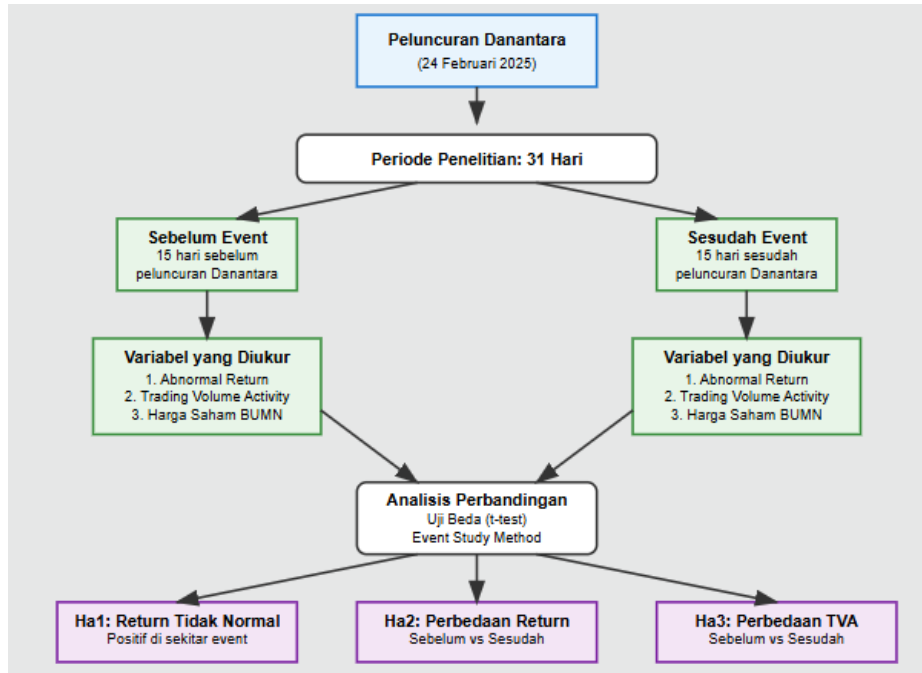 Peluncuran Danantara
(24 Februari 2025)
Periode Penelitian: 31 Hari
Sebelum Event
15 hari sebelum
peluncuran Danantara
Sesudah Event
15 hari sesudah
peluncuran Danantara
Variabel yang Diukur
1. Abnormal Return
2. Trading Volume Activity
3. Harga Saham BUMN
Variabel yang Diukur
1. Abnormal Return
2. Trading Volume Activity
3. Harga Saham BUMN
Analisis Perbandingan
Uji Beda (t-test)
Event Study Method
Ha1: Return Tidak Normal
Positif di sekitar event
Ha2: Perbedaan Return
Sebelum vs Sesudah
Ha3: Perbedaan TVA
Sebelum vs Sesudah